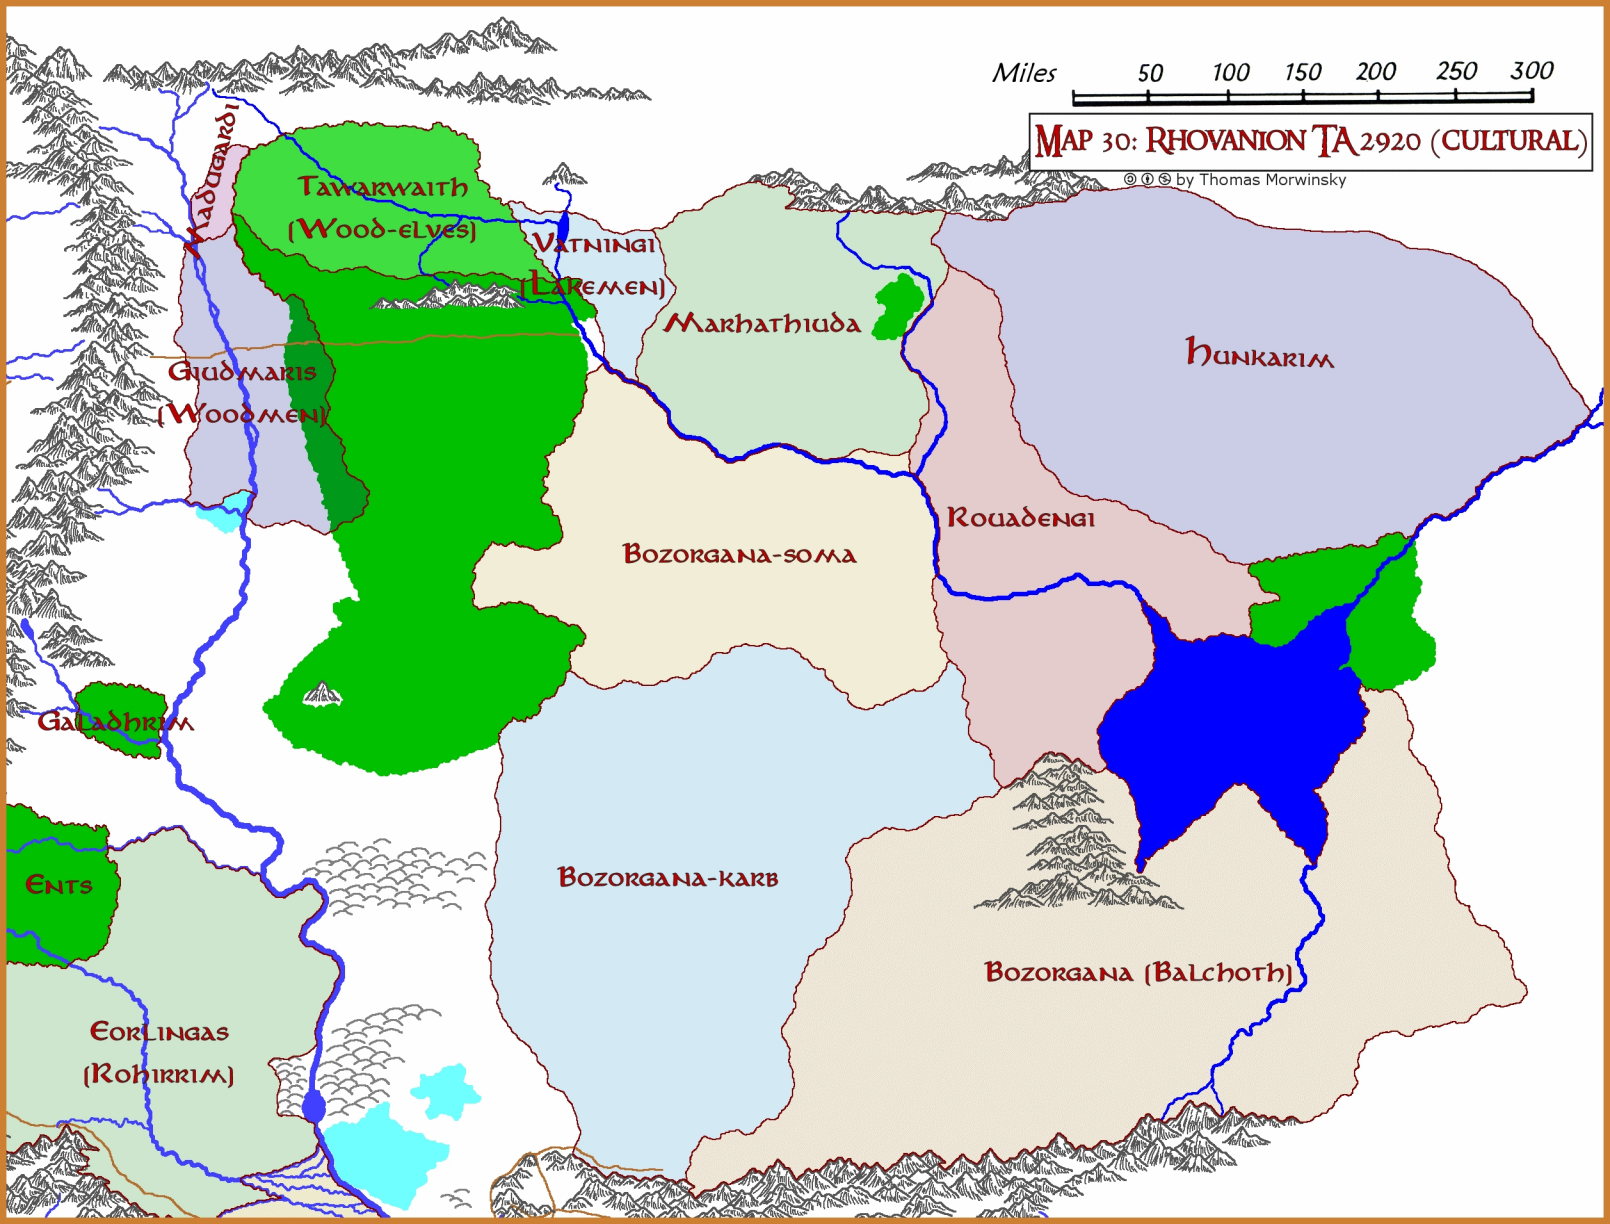 Miles 50 100 150 200 250 300
Map 30: Rhovanion TA 2920 (cultural)
by Thomas Morwinsky
Madugardi
Tawarwaith
(Wood-elves)
Vatningi
(Lakemen)
Marhathiuda
Hunkarim
Giudmaris
(Woodmen)
Rouadengi
Bozorgana-soma
Galadhrim
Ents
Bozorgana-karb
Bozorgana (Balchoth)
Eorlingas
(Rohirrim)